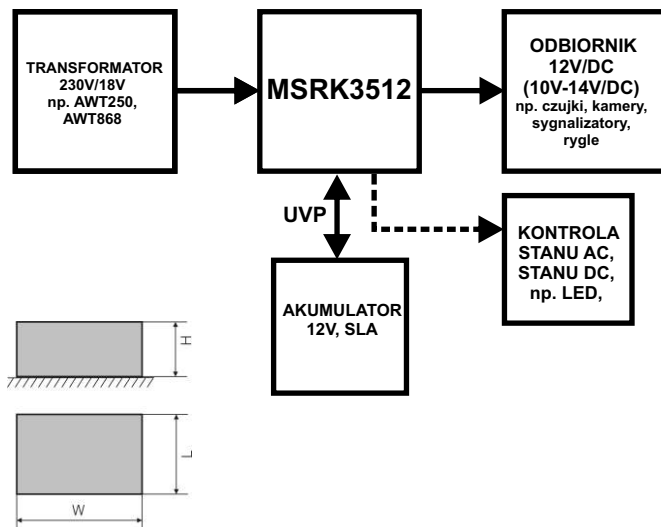 TRANSFORMATOR
230V/18V
np. AWT250,
AWT868
MSRK3512
ODBIORNIK
12V/DC
(10V-14V/DC)
np. czujki, kamery,
sygnalizatory,
rygle
UVP
KONTROLA
STANU AC,
STANU DC,
np. LED,
AKUMULATOR
12V, SLA
H
L
W